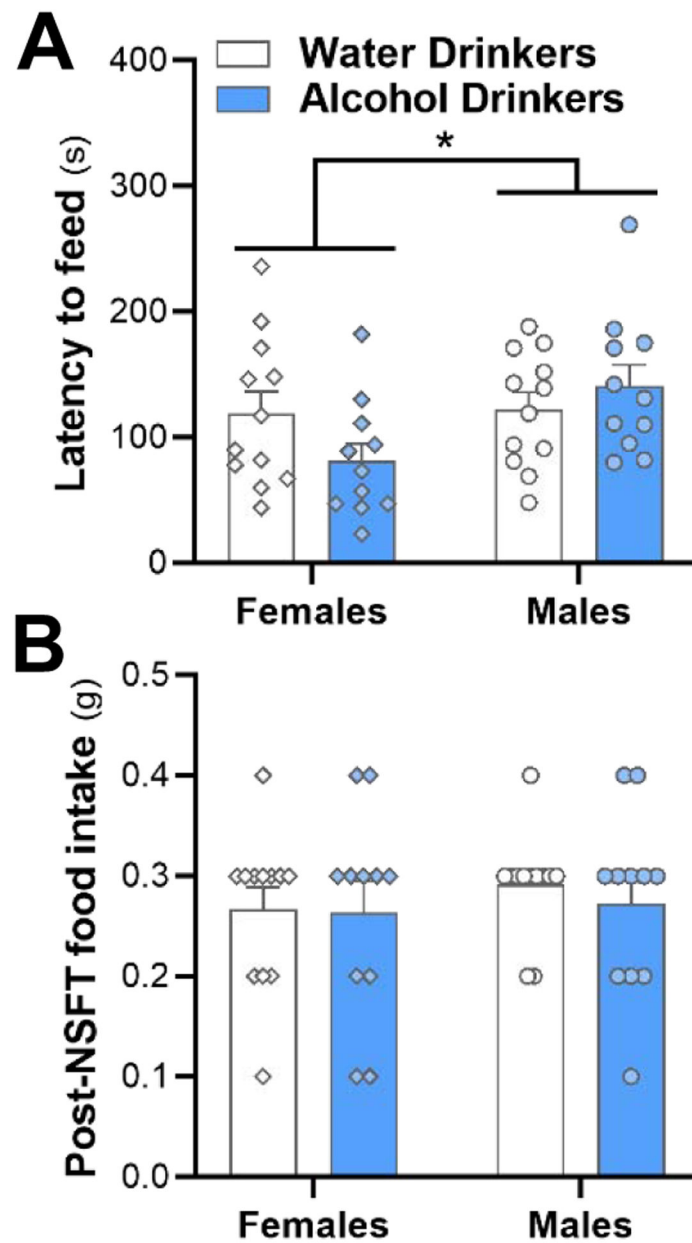 A
Water Drinkers
Alcohol Drinkers
Latency to feed (s)
400
300
200
100
0
*
Females Males
B
Post-NSFT food intake (g)
0.5
0.4
0.3
0.2
0.1
0.0
Females Males